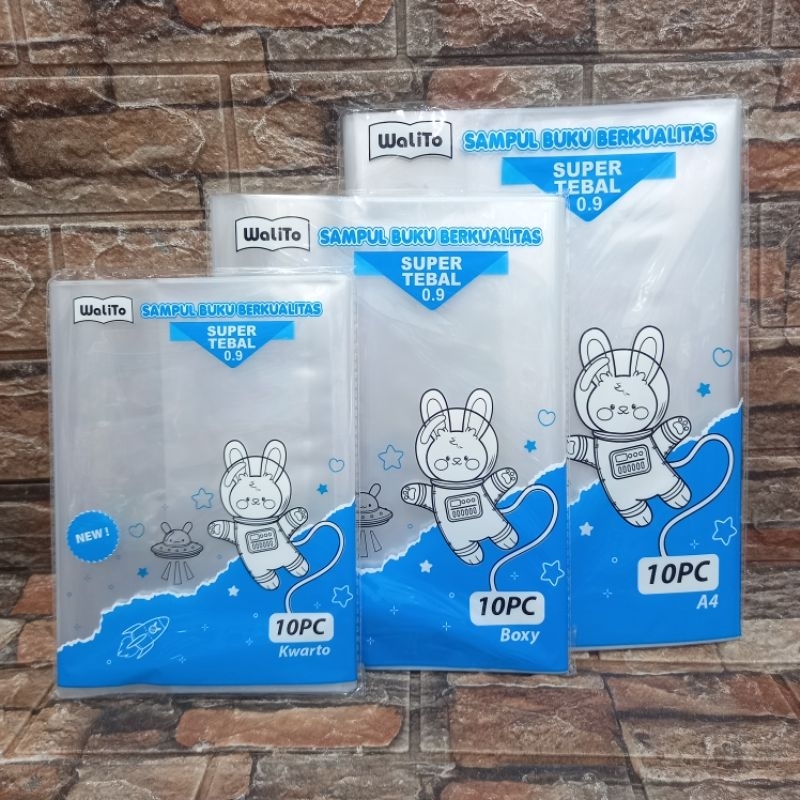 WaliTo
SAMPUL BUKU BERKUALITAS
SUPER
TEBAL
0.9
NEW !
10PC
Kwarto
WaliTo
SAMPUL BUKU BERKUALITAS
SUPER
TEBAL
0.9
10PC
Boxy
WaliTo
SAMPUL BUKU BERKUALITAS
SUPER
TEBAL
0.9
10PC
A4